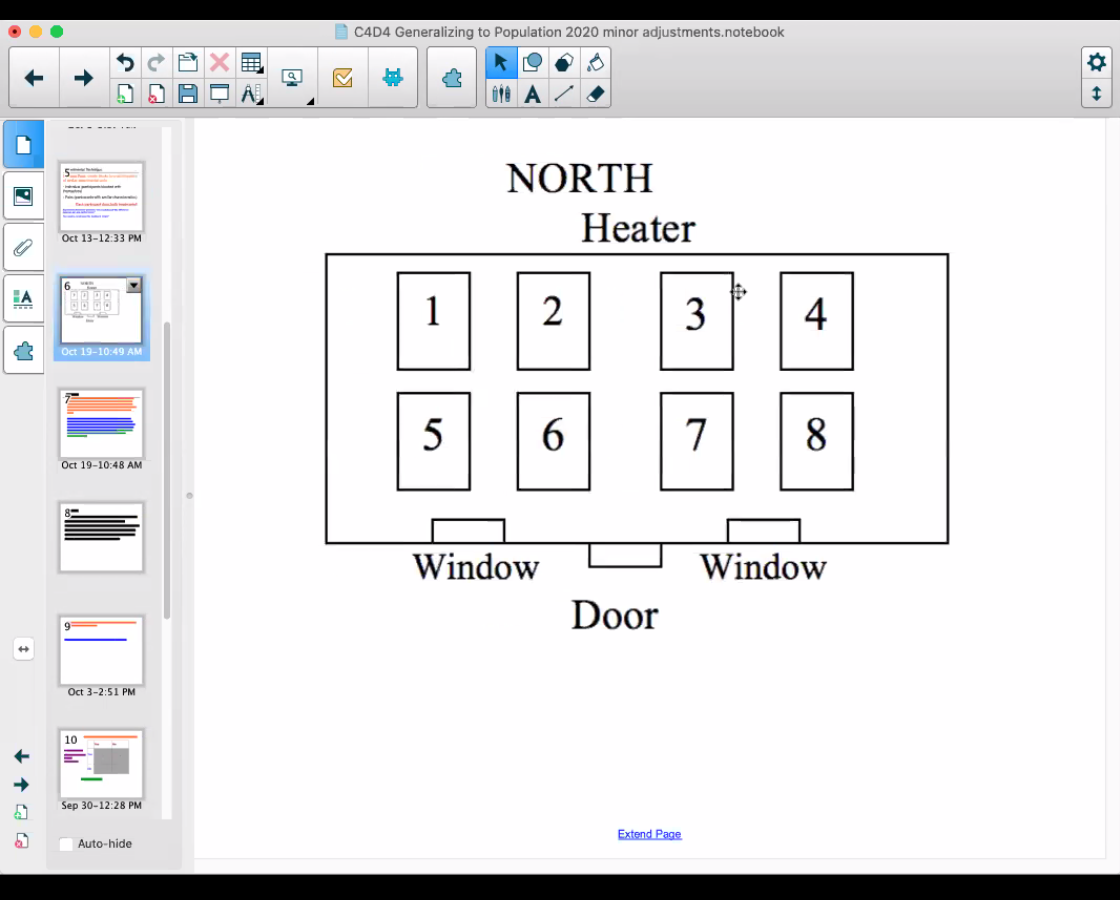 C4D4 Generalizing to Population 2020 minor adjustments.notebook
5
Oct 13-12:33 PM
6
Oct 19-10:49 AM
7
Oct 19-10:48 AM
8
9
Oct 3-2:51 PM
10
Sep 30-12:28 PM
Auto-hide
NORTH
Heater
1 2 3 4
5 6 7 8
Window Window
Door
Extend Page